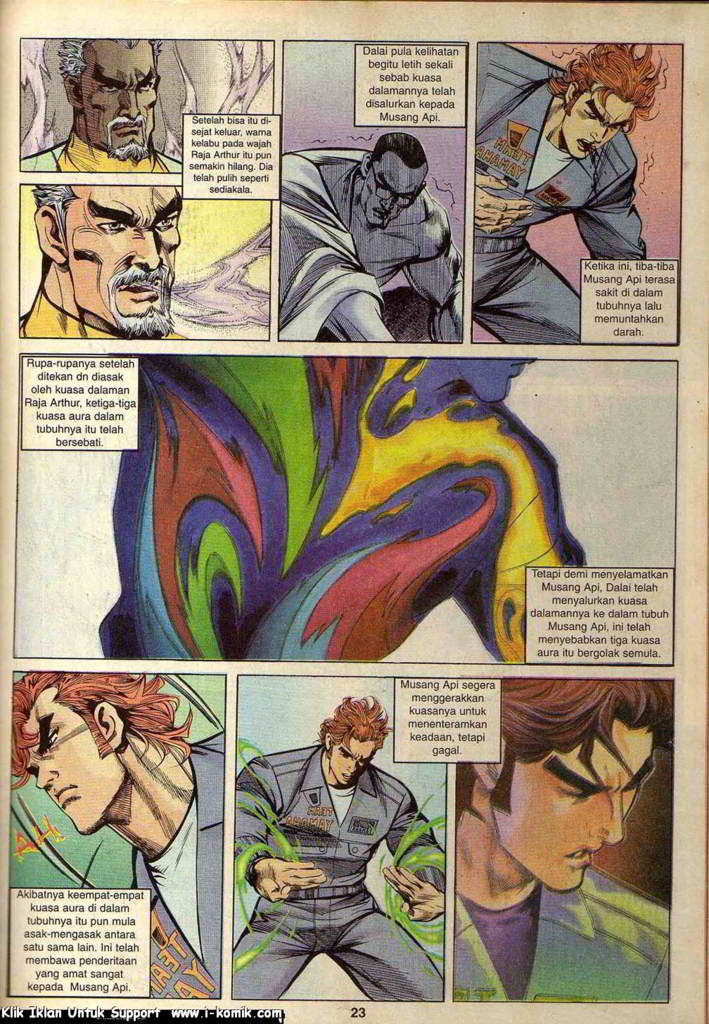 Setelah bisa itu di-
sejat keluar, warna
kelabu pada wajah
Raja Arthur itu pun
semakin hilang. Dia
telah pulih seperti
sediakala.
Dalai pula kelihatan
begitu letih sekali
sebab kuasa
dalamannya telah
disalurkan kepada
Musang Api.
Ketika ini, tiba-tiba
Musang Api terasa
sakit di dalam
tubuhnya lalu
memuntahkan
darah.
Rupa-rupanya setelah
ditekan dn diasak
oleh kuasa dalaman
Raja Arthur, ketiga-tiga
kuasa aura dalam
tubuhnya itu telah
bersebati.
Tetapi demi menyelamatkan
Musang Api, Dalai telah
menyalurkan kuasa
dalamannya ke dalam tubuh
Musang Api, ini telah
menyebabkan tiga kuasa
aura itu bergolak semula.
AH
Akibatnya keempat-empat
kuasa aura di dalam
tubuhnya itu pun mula
asak-mengasak antara
satu sama lain. Ini telah
membawa penderitaan
yang amat sangat
kepada Musang Api.
Musang Api segera
menggerakkan
kuasanya untuk
menenteramkan
keadaan, tetapi
gagal.
Klik Iklan Untuk Support www.i-komik.com
23